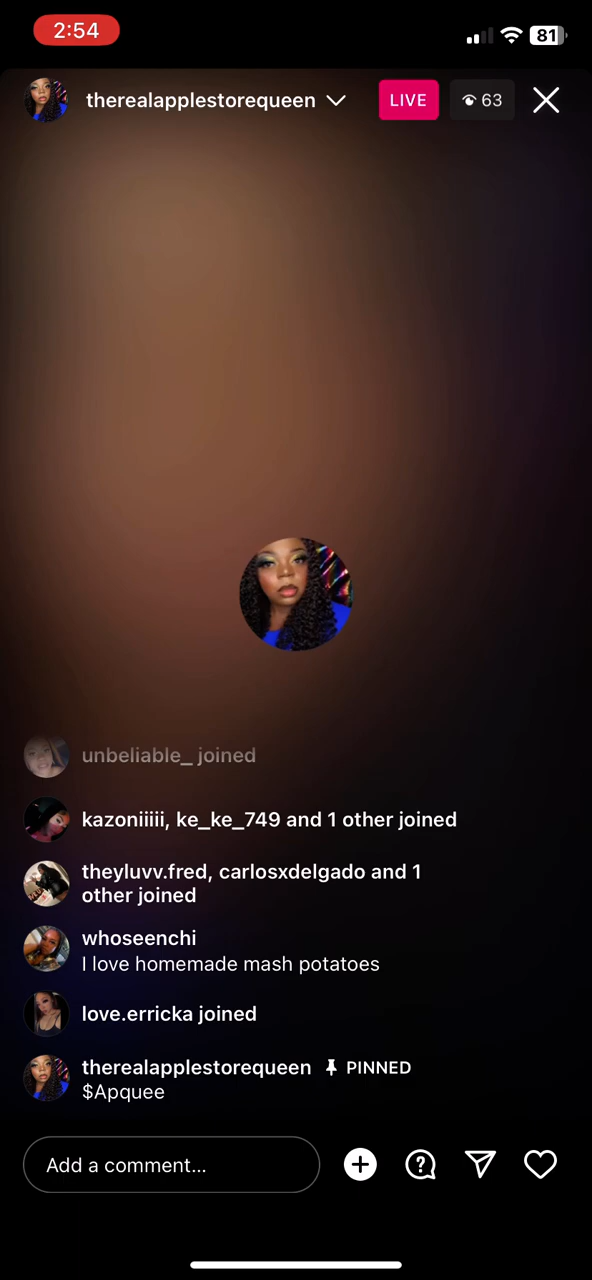 2:54
81
therealapplestorequeen
LIVE
63
unbeliable_ joined
kazoniiiii, ke_ke_749 and 1 other joined
theyluvv.fred, carlosxdelgado and 1
other joined
whoseenchi
I love homemade mash potatoes
love.erricka joined
therealapplestorequeen PINNED
$Apquee
Add a comment...